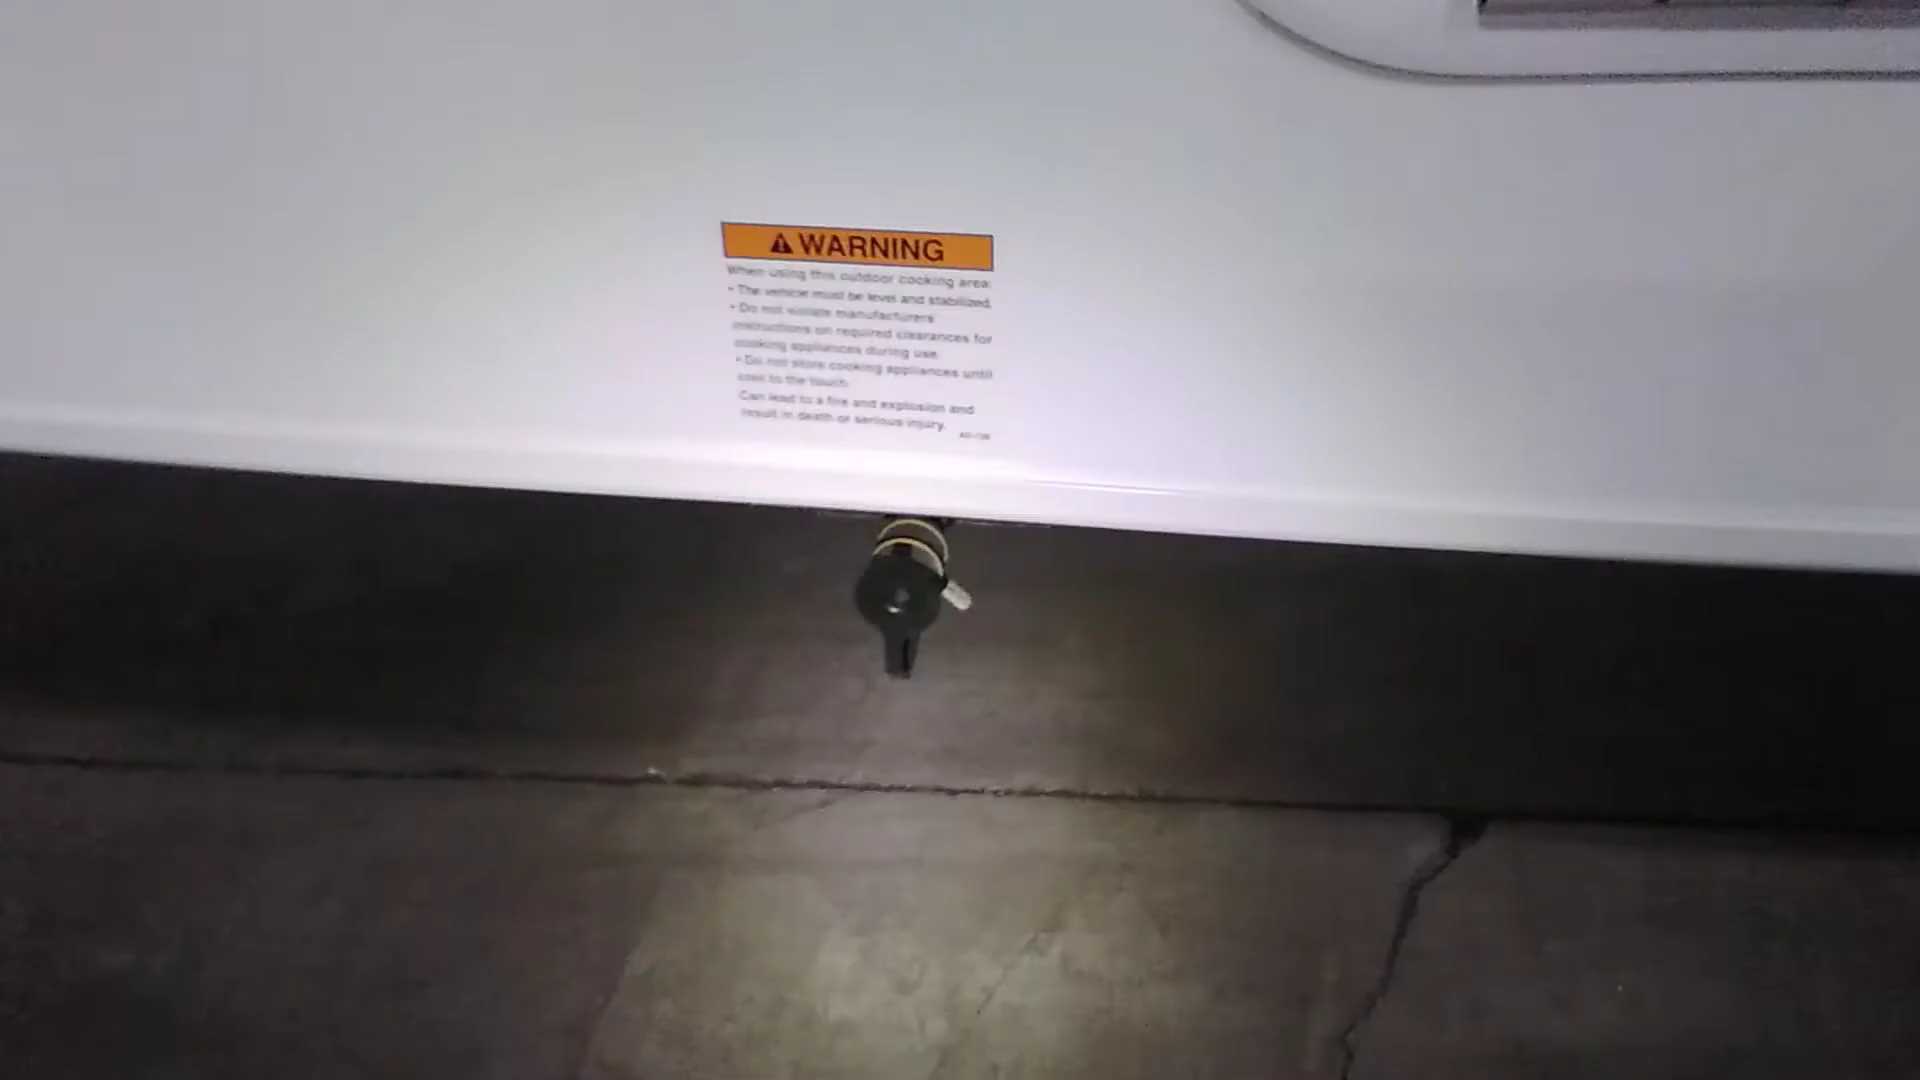 WARNING
When using this outdoor cooking area:
• The vehicle must be level and stabilized.
• Do not violate manufacturers
instructions on required clearances for
cooking appliances during use.
• Do not store cooking appliances until
cool to the touch.
Can lead to a fire and explosion and
result in death or serious injury.